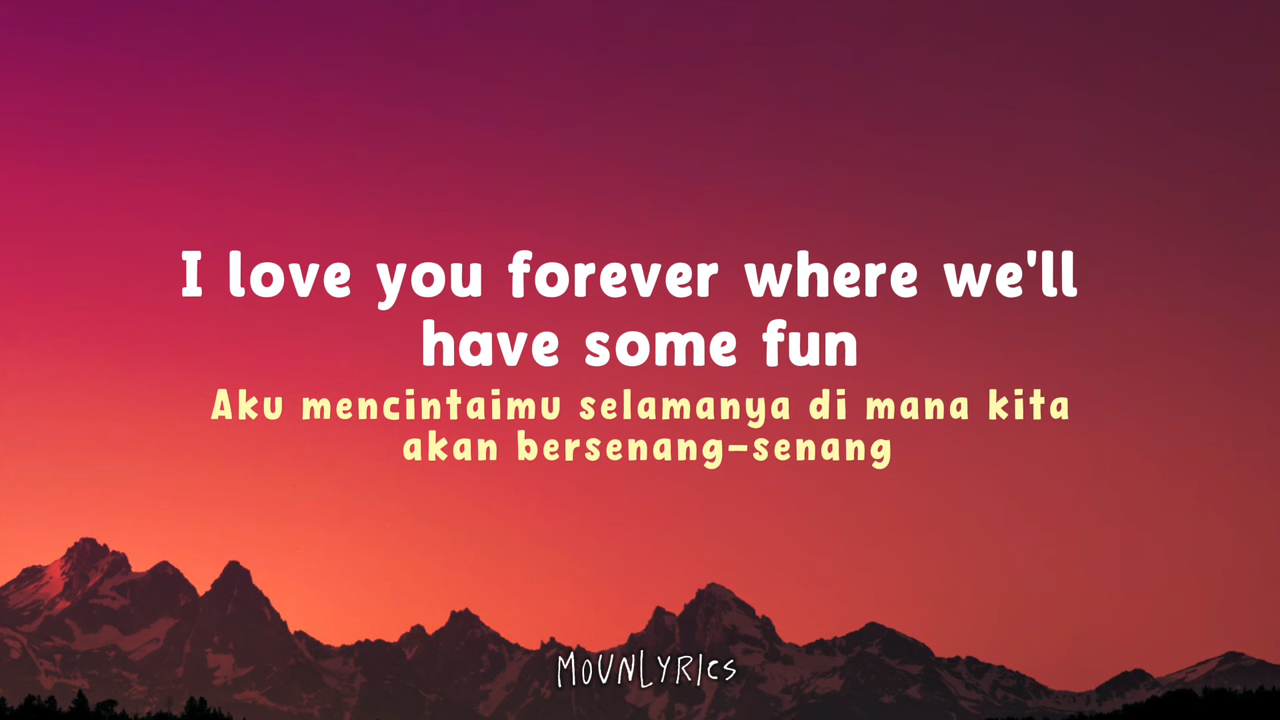 I love you forever where we'll
have some fun
Aku mencintaimu selamanya di mana kita
akan bersenang-senang
MOUNLYRIcs